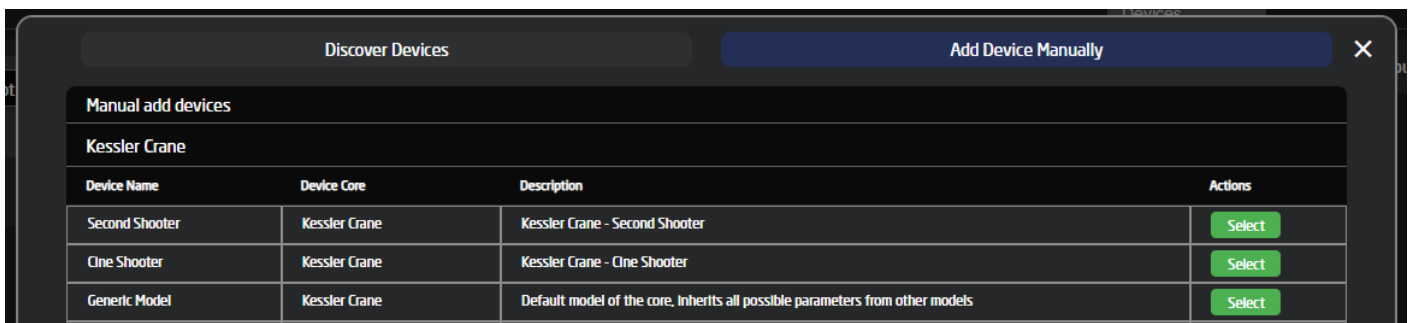 Devices
Discover Devices
Add Device Manually
Manual add devices
Kessler Crane
Device Name Device Core Description Actions
Second Shooter Kessler Crane Kessler Crane - Second Shooter Select
Cine Shooter Kessler Crane Kessler Crane - Cine Shooter Select
Generic Model Kessler Crane Default model of the core, inherits all possible parameters from other models Select